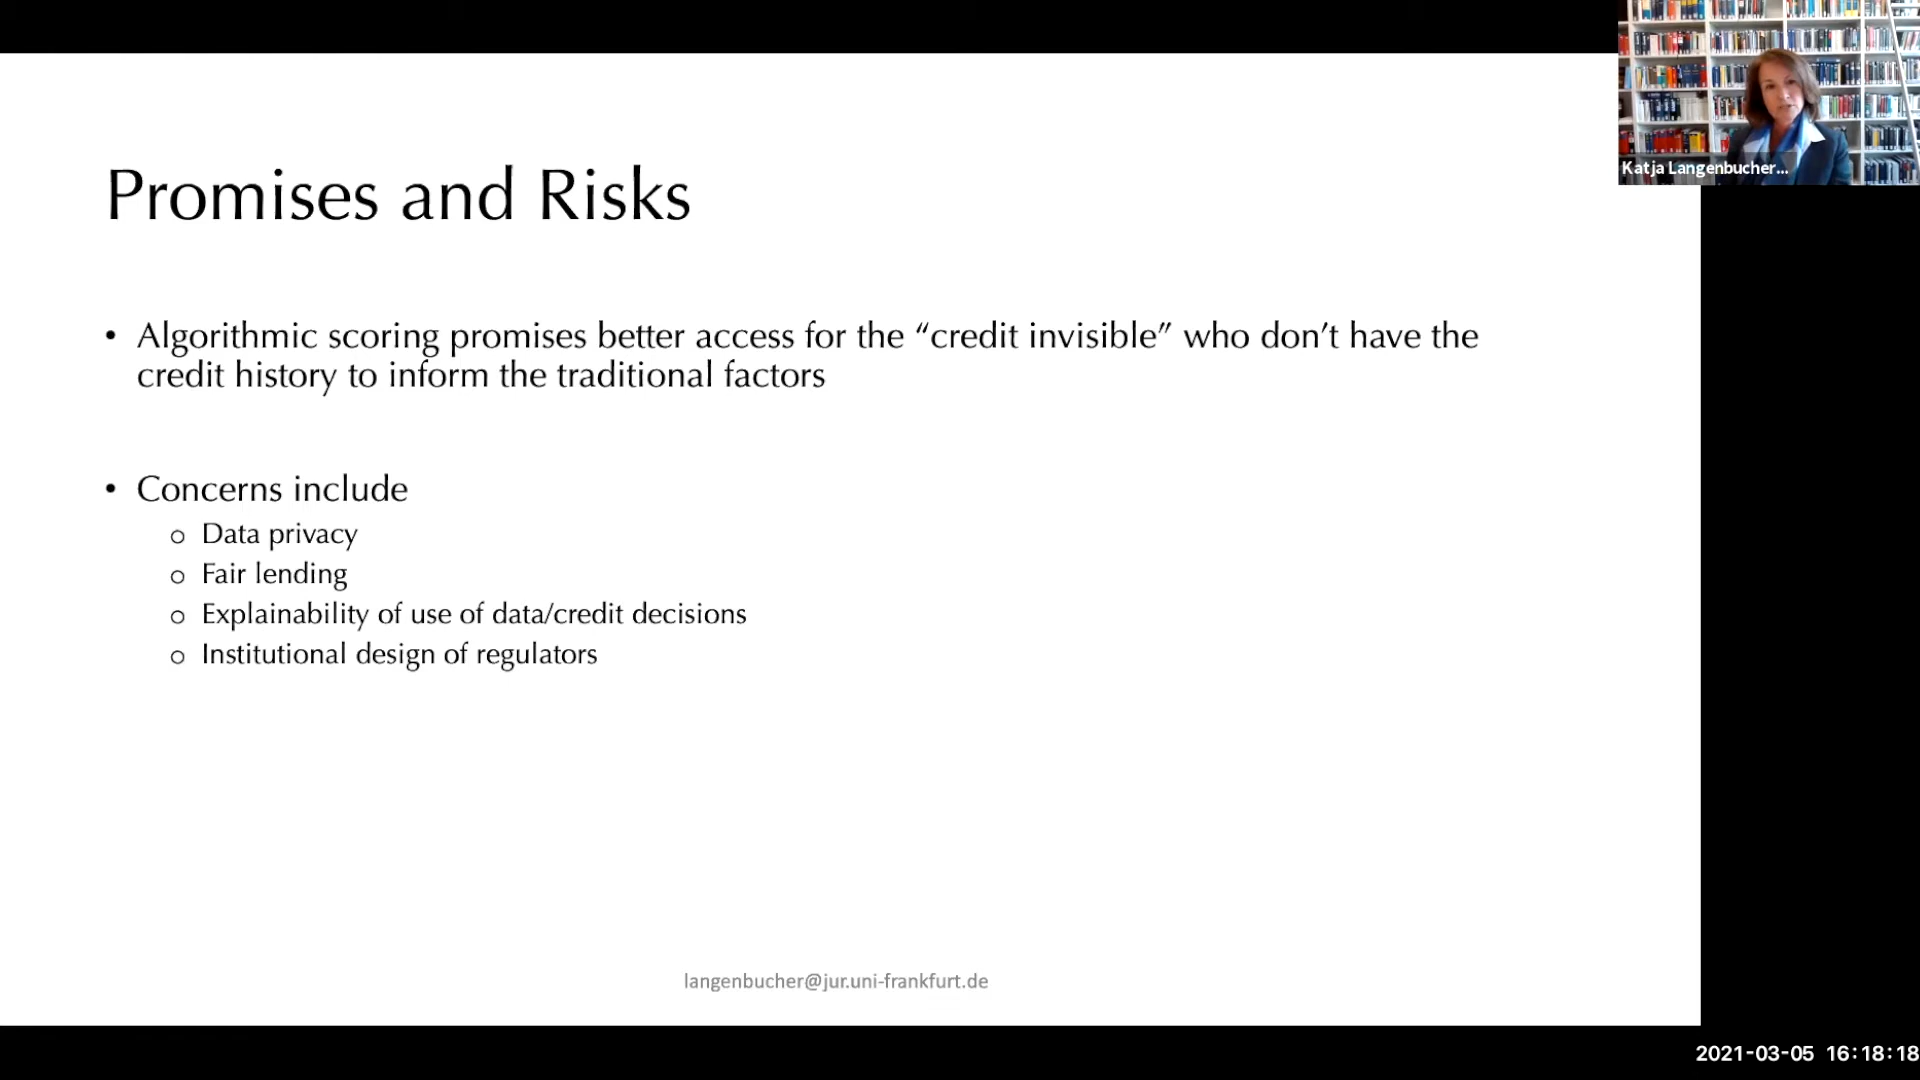 Katja Langenbucher...
Promises and Risks
• Algorithmic scoring promises better access for the “credit invisible” who don’t have the
credit history to inform the traditional factors
• Concerns include
o Data privacy
o Fair lending
o Explainability of use of data/credit decisions
o Institutional design of regulators
langenbucher@jur.uni-frankfurt.de
2021-03-05 16:18:18